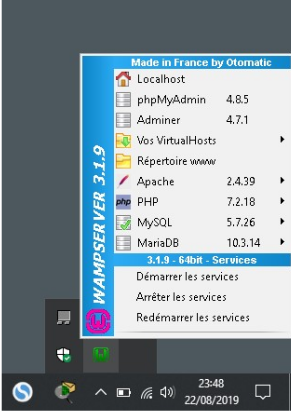 Made in France by Otomatic
Localhost
phpMyAdmin 4.8.5
Adminer 4.7.1
Vos VirtualHosts
Répertoire www
Apache 2.4.39
php PHP 7.2.18
MySQL 5.7.26
MariaDB 10.3.14
3.1.9 - 64bit - Services
Démarrer les services
Arrêter les services
Redémarrer les services
WAMPSERVER 3.1.9
23:48
22/08/2019